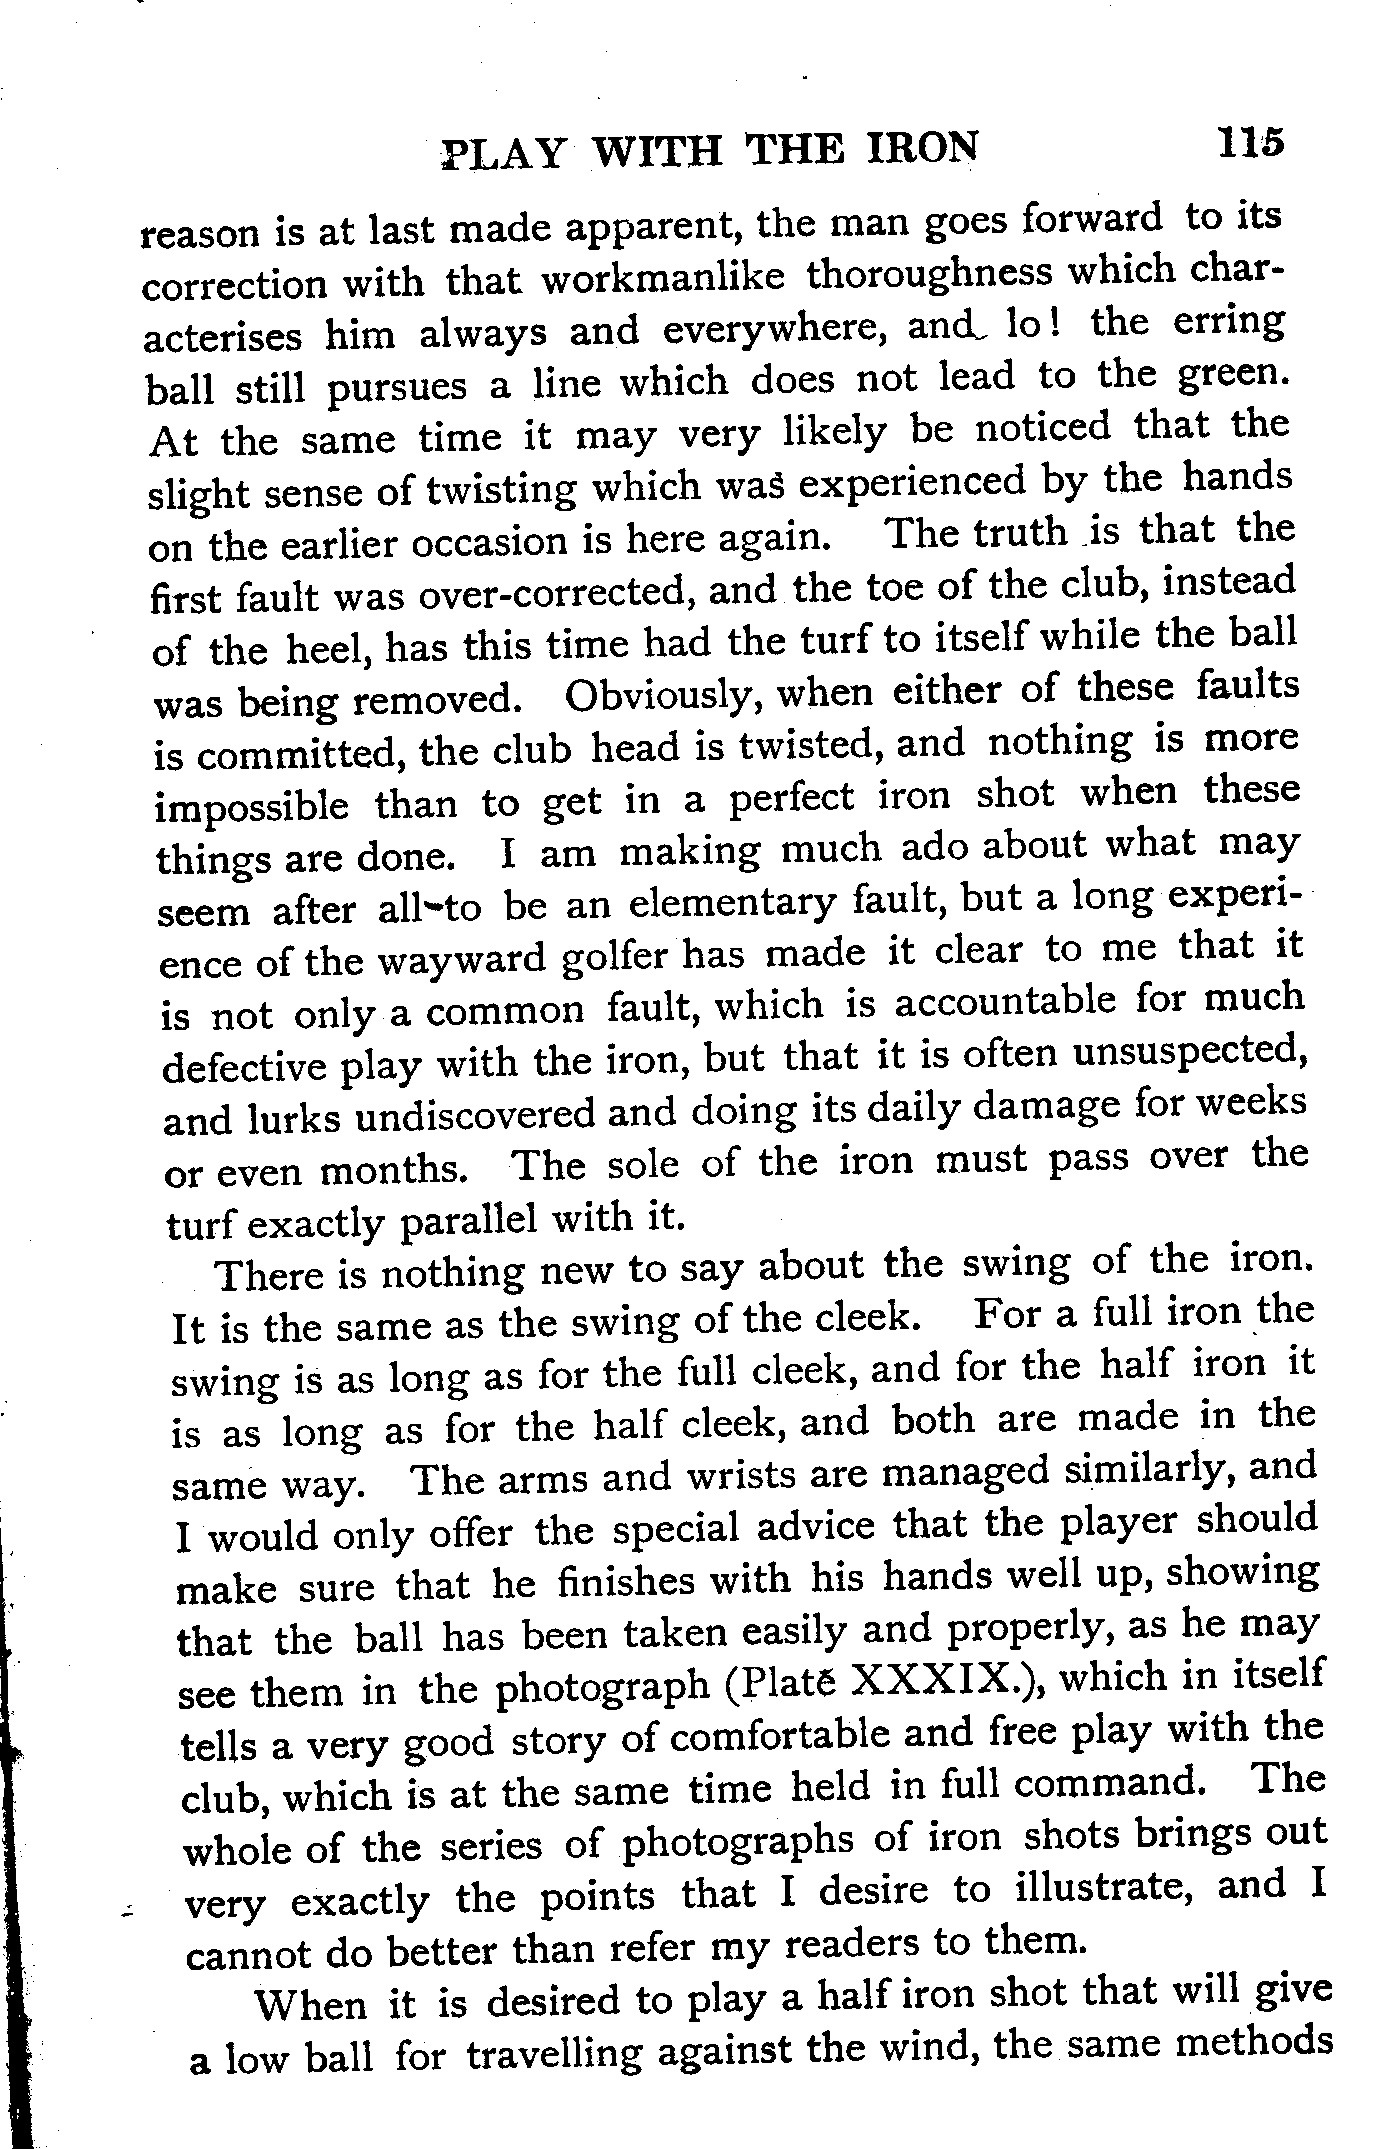 PLAY WITH THE IRON 115
reason is at last made apparent, the man goes forward to its
correction with that workmanlike thoroughness which char-
acterises him always and everywhere, and lo! the erring
ball still pursues a line which does not lead to the green.
At the same time it may very likely be noticed that the
slight sense of twisting which was experienced by the hands
on the earlier occasion is here again. The truth is that the
first fault was over-corrected, and the toe of the club, instead
of the heel, has this time had the turf to itself while the ball
was being removed. Obviously, when either of these faults
is committed, the club head is twisted, and nothing is more
impossible than to get in a perfect iron shot when these
things are done. I am making much ado about what may
seem after all to be an elementary fault, but a long experi-
ence of the wayward golfer has made it clear to me that it
is not only a common fault, which is accountable for much
defective play with the iron, but that it is often unsuspected,
and lurks undiscovered and doing its daily damage for weeks
or even months. The sole of the iron must pass over the
turf exactly parallel with it.
There is nothing new to say about the swing of the iron.
It is the same as the swing of the cleek. For a full iron the
swing is as long as for the full cleek, and for the half iron it
is as long as for the half cleek, and both are made in the
same way. The arms and wrists are managed similarly, and
I would only offer the special advice that the player should
make sure that he finishes with his hands well up, showing
that the ball has been taken easily and properly, as he may
see them in the photograph (Plate XXXIX.), which in itself
tells a very good story of comfortable and free play with the
club, which is at the same time held in full command. The
whole of the series of photographs of iron shots brings out
very exactly the points that I desire to illustrate, and I
cannot do better than refer my readers to them.
When it is desired to play a half iron shot that will give
a low ball for travelling against the wind, the same methods